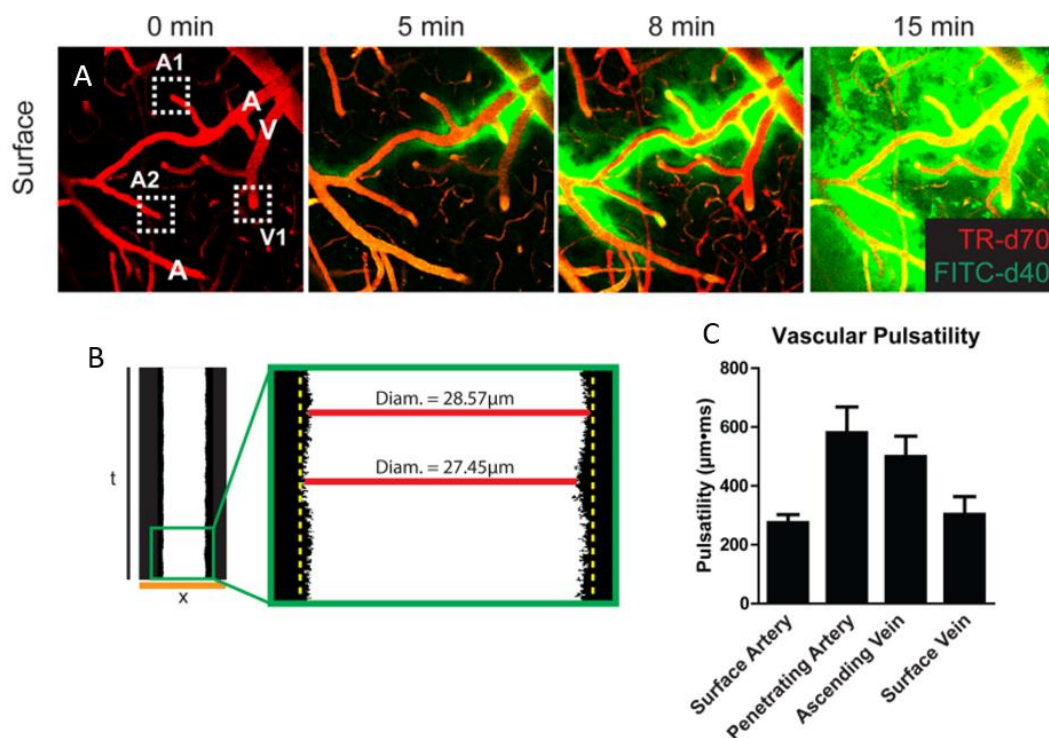 0 min 5 min 8 min 15 min
Surface
A
A1
A
V
A2
V1
A
TR-d70
FITC-d40
B
t
x
Diam. = 28.57µm
Diam. = 27.45µm
C
Vascular Pulsatility
Pulsatility (µm•ms)
800
600
400
200
0
Surface Artery
Penetrating Artery
Ascending Vein
Surface Vein